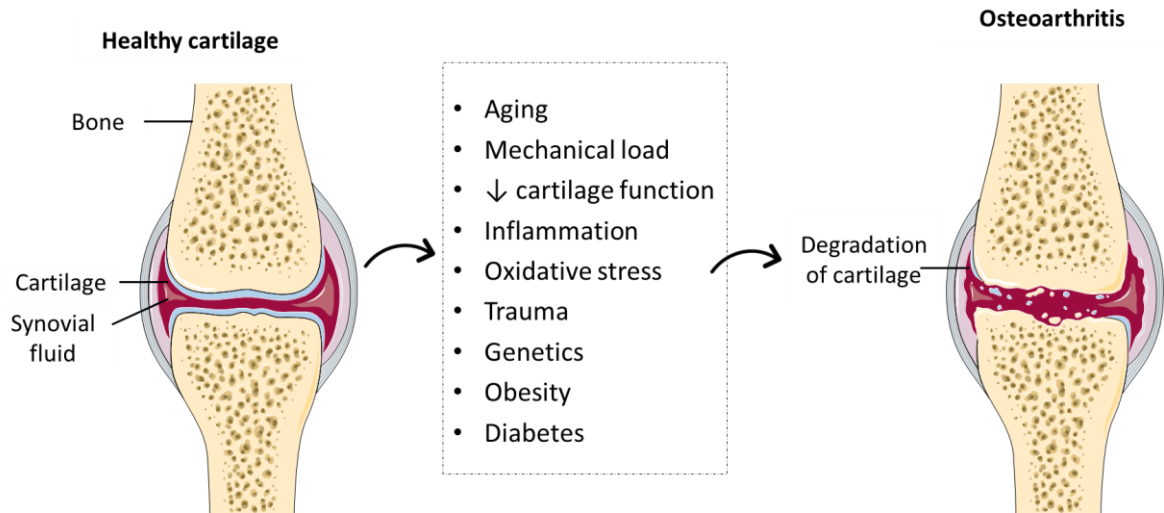 Healthy cartilage
Bone
Cartilage
Synovial
fluid
• Aging
• Mechanical load
• ↓ cartilage function
• Inflammation
• Oxidative stress
• Trauma
• Genetics
• Obesity
• Diabetes
Osteoarthritis
Degradation
of cartilage